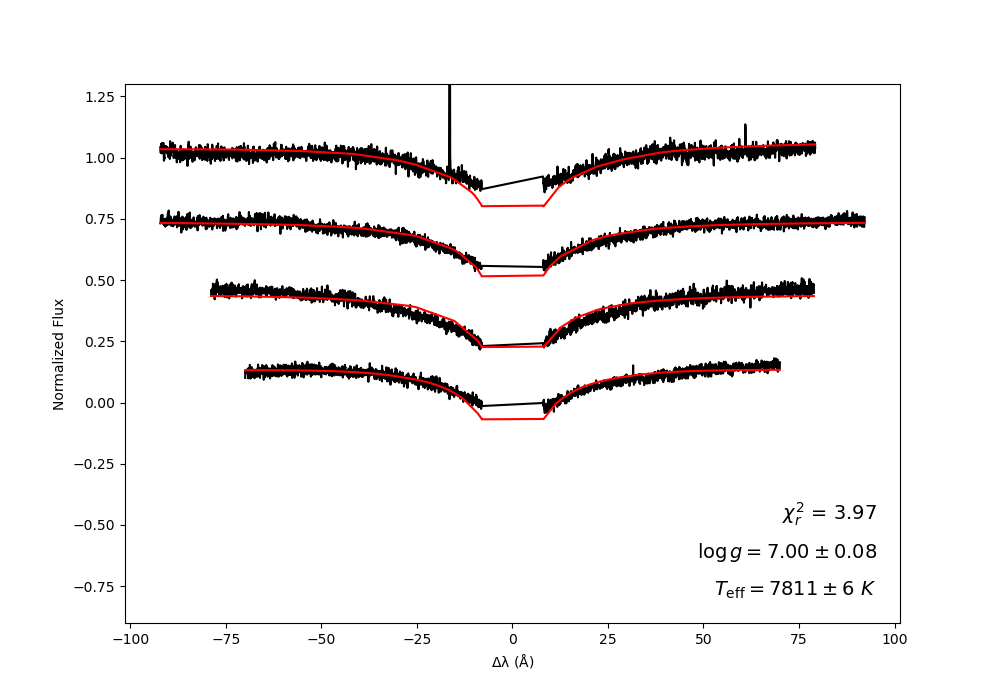 1.25
1.00
0.75
0.50
0.25
0.00
−0.25
−0.50
−0.75
Normalized Flux
χ²ᵣ = 3.97
log g = 7.00 ± 0.08
T_eff = 7811 ± 6 K
−100 −75 −50 −25 0 25 50 75 100
Δλ (Å)